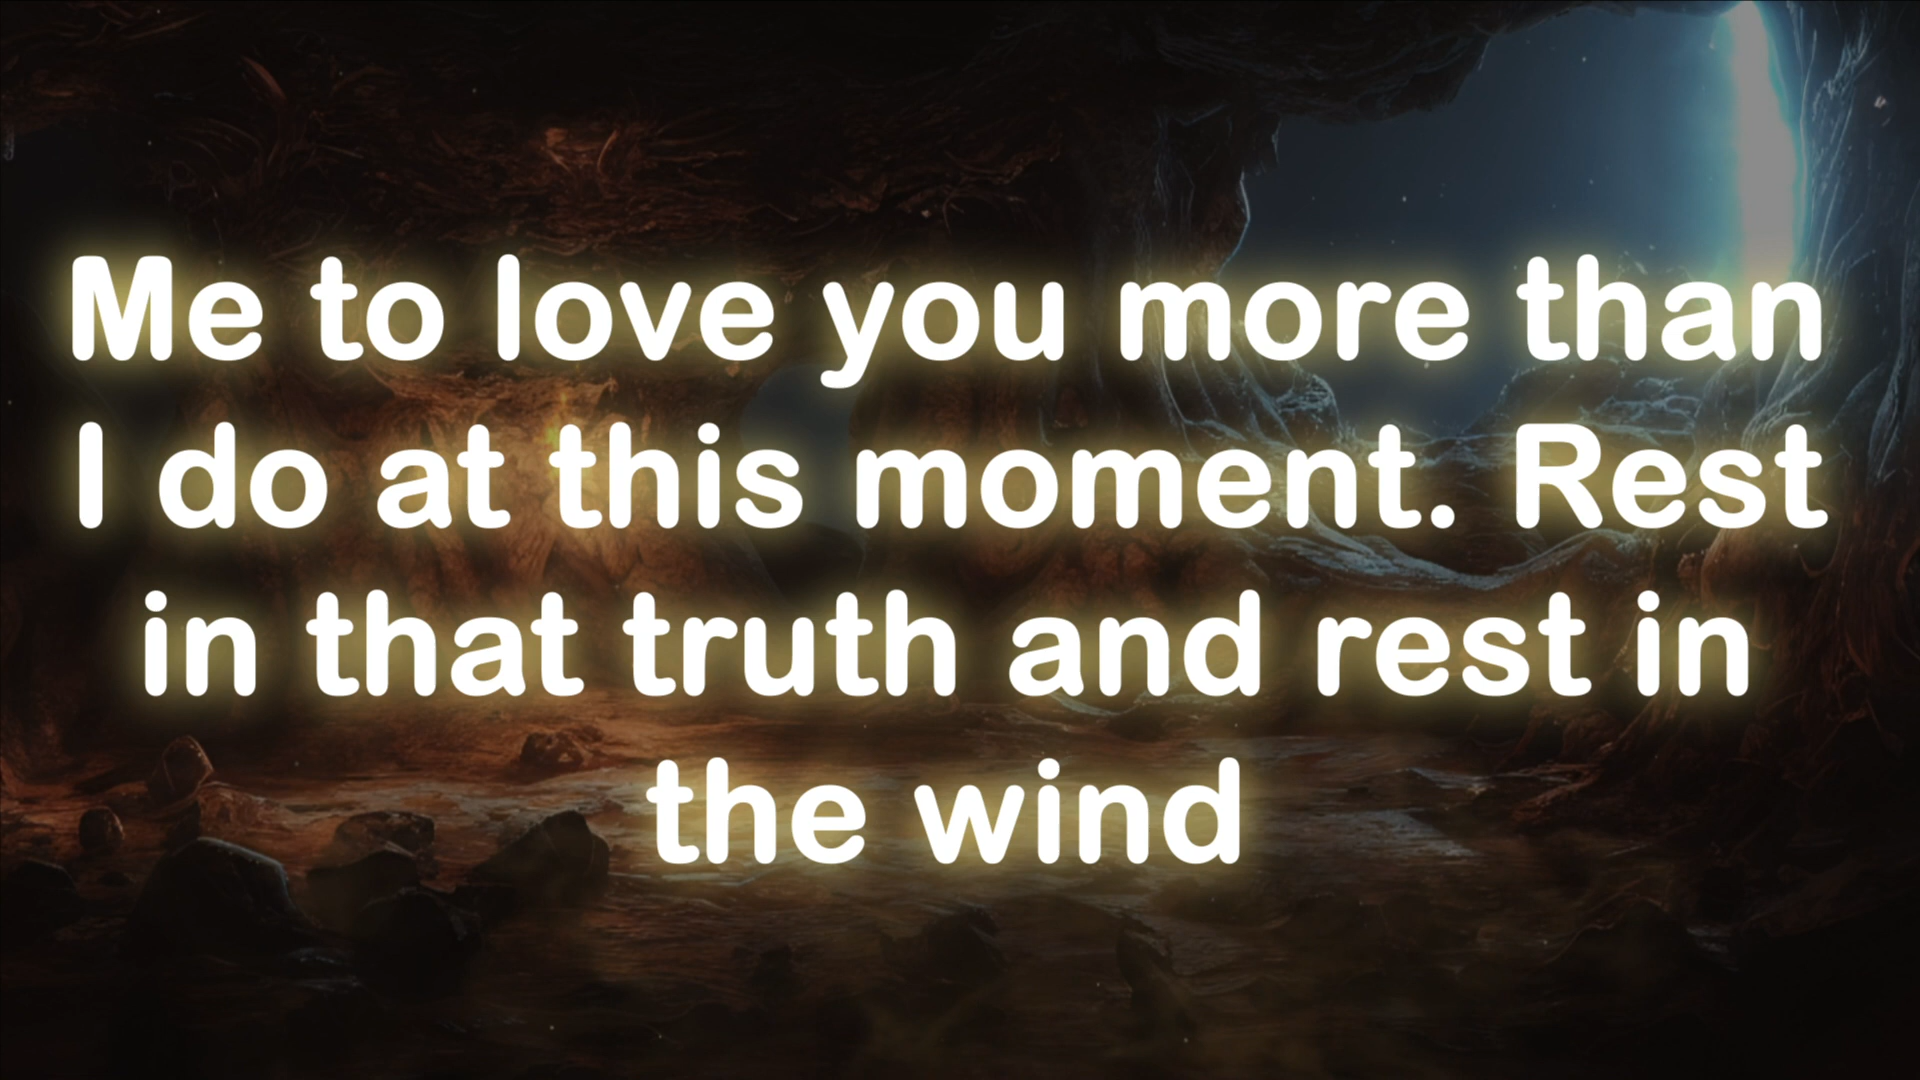 Me to love you more than
I do at this moment. Rest
in that truth and rest in
the wind